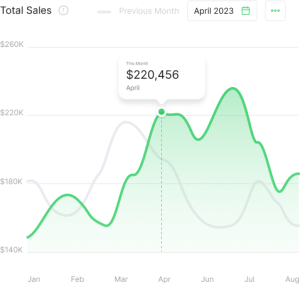 Total Sales
Previous Month
April 2023
$260K
This Month
$220,456
April
$220K
$180K
$140K
Jan Feb Mar Apr Jun Jul Aug